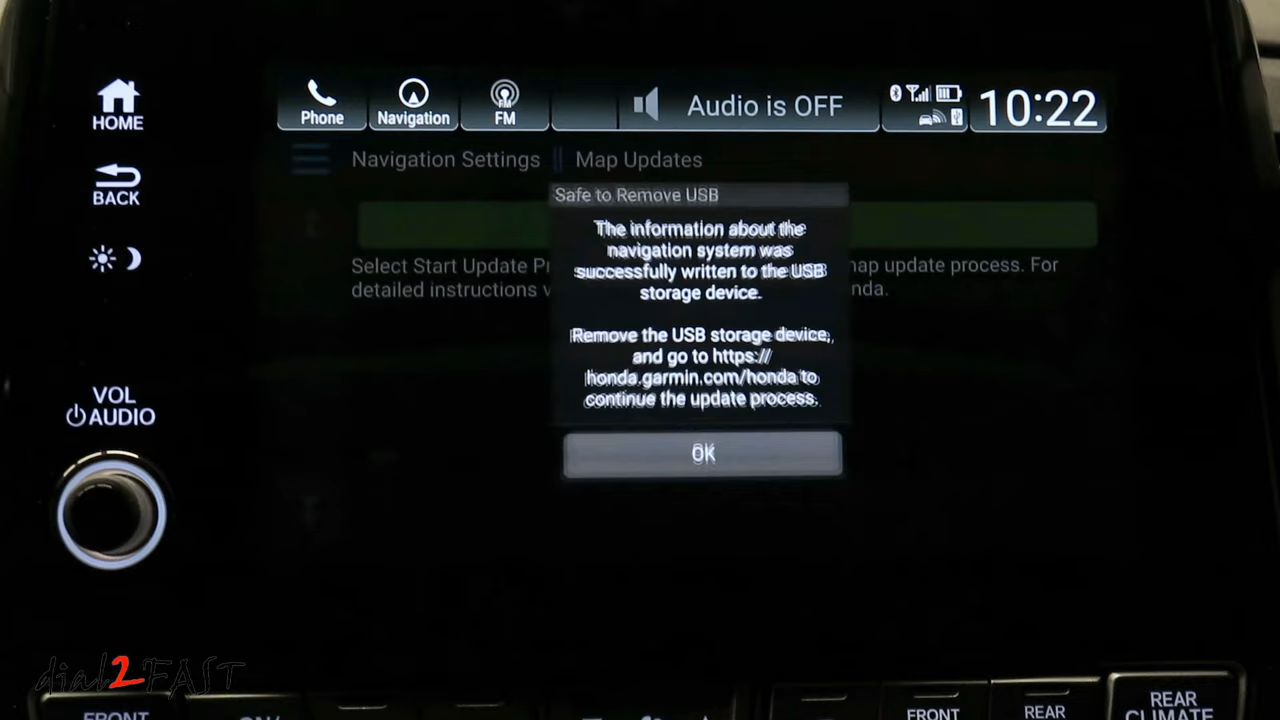 HOME
BACK
VOL
AUDIO
Phone
Navigation
FM
Audio is OFF
10:22
Navigation Settings
Map Updates
Safe to Remove USB
The information about the
navigation system was
successfully written to the USB
storage device.
Remove the USB storage device,
and go to https://
honda.garmin.com/honda to
continue the update process.
OK
Select Start Update
map update process. For
detailed instructions
dial2FAST
FRONT
FRONT
REAR
REAR
CLIMATE